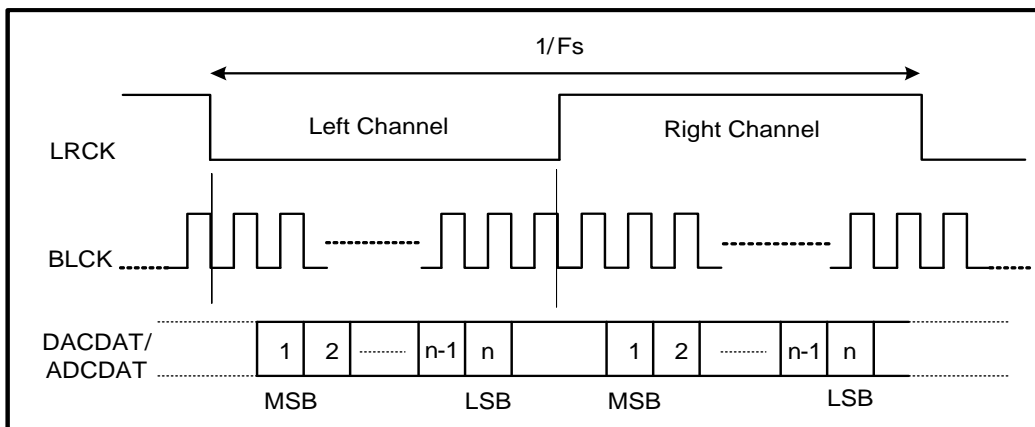 1/Fs
Left Channel
Right Channel
LRCK
BLCK
DACDAT/
ADCDAT
1 2 n-1 n 1 2 n-1 n
MSB LSB MSB LSB